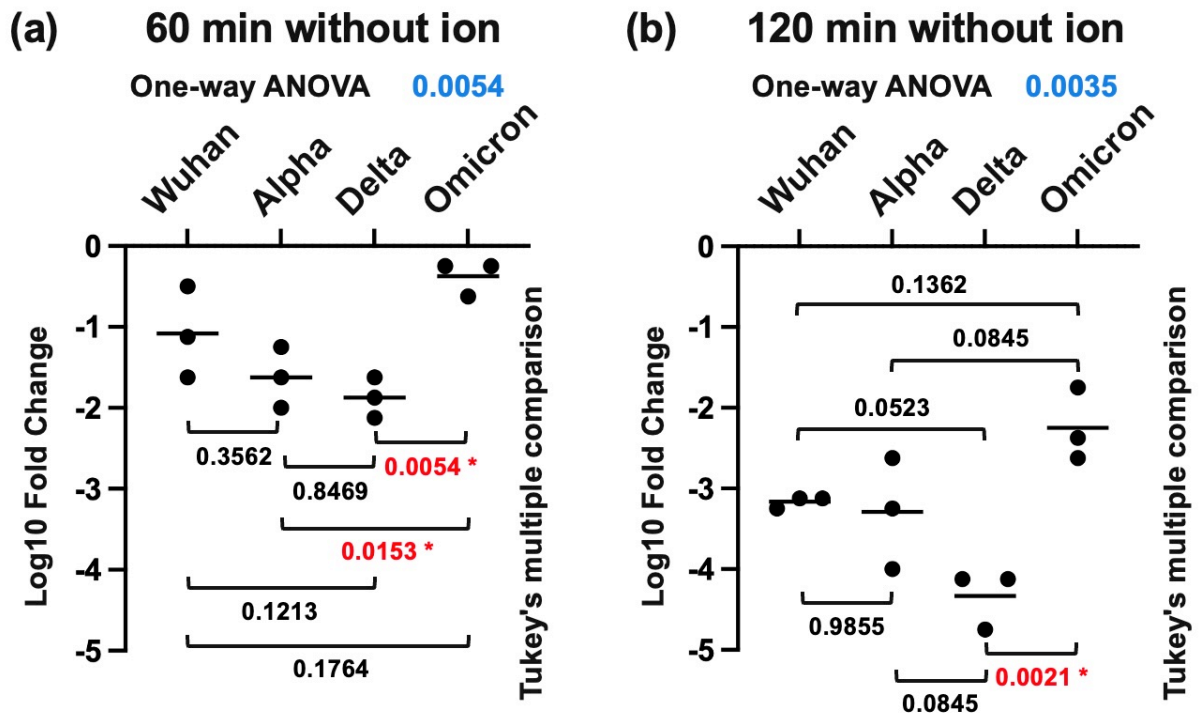 (a) 60 min without ion
One-way ANOVA 0.0054
Wuhan Alpha Delta Omicron
Log10 Fold Change
0
-1
-2
-3
-4
-5
0.3562
0.0054 *
0.8469
0.0153 *
0.1213
0.1764
Tukey's multiple comparison
(b) 120 min without ion
One-way ANOVA 0.0035
Wuhan Alpha Delta Omicron
Log10 Fold Change
0
-1
-2
-3
-4
-5
0.1362
0.0845
0.0523
0.9855
0.0021 *
0.0845
Tukey's multiple comparison